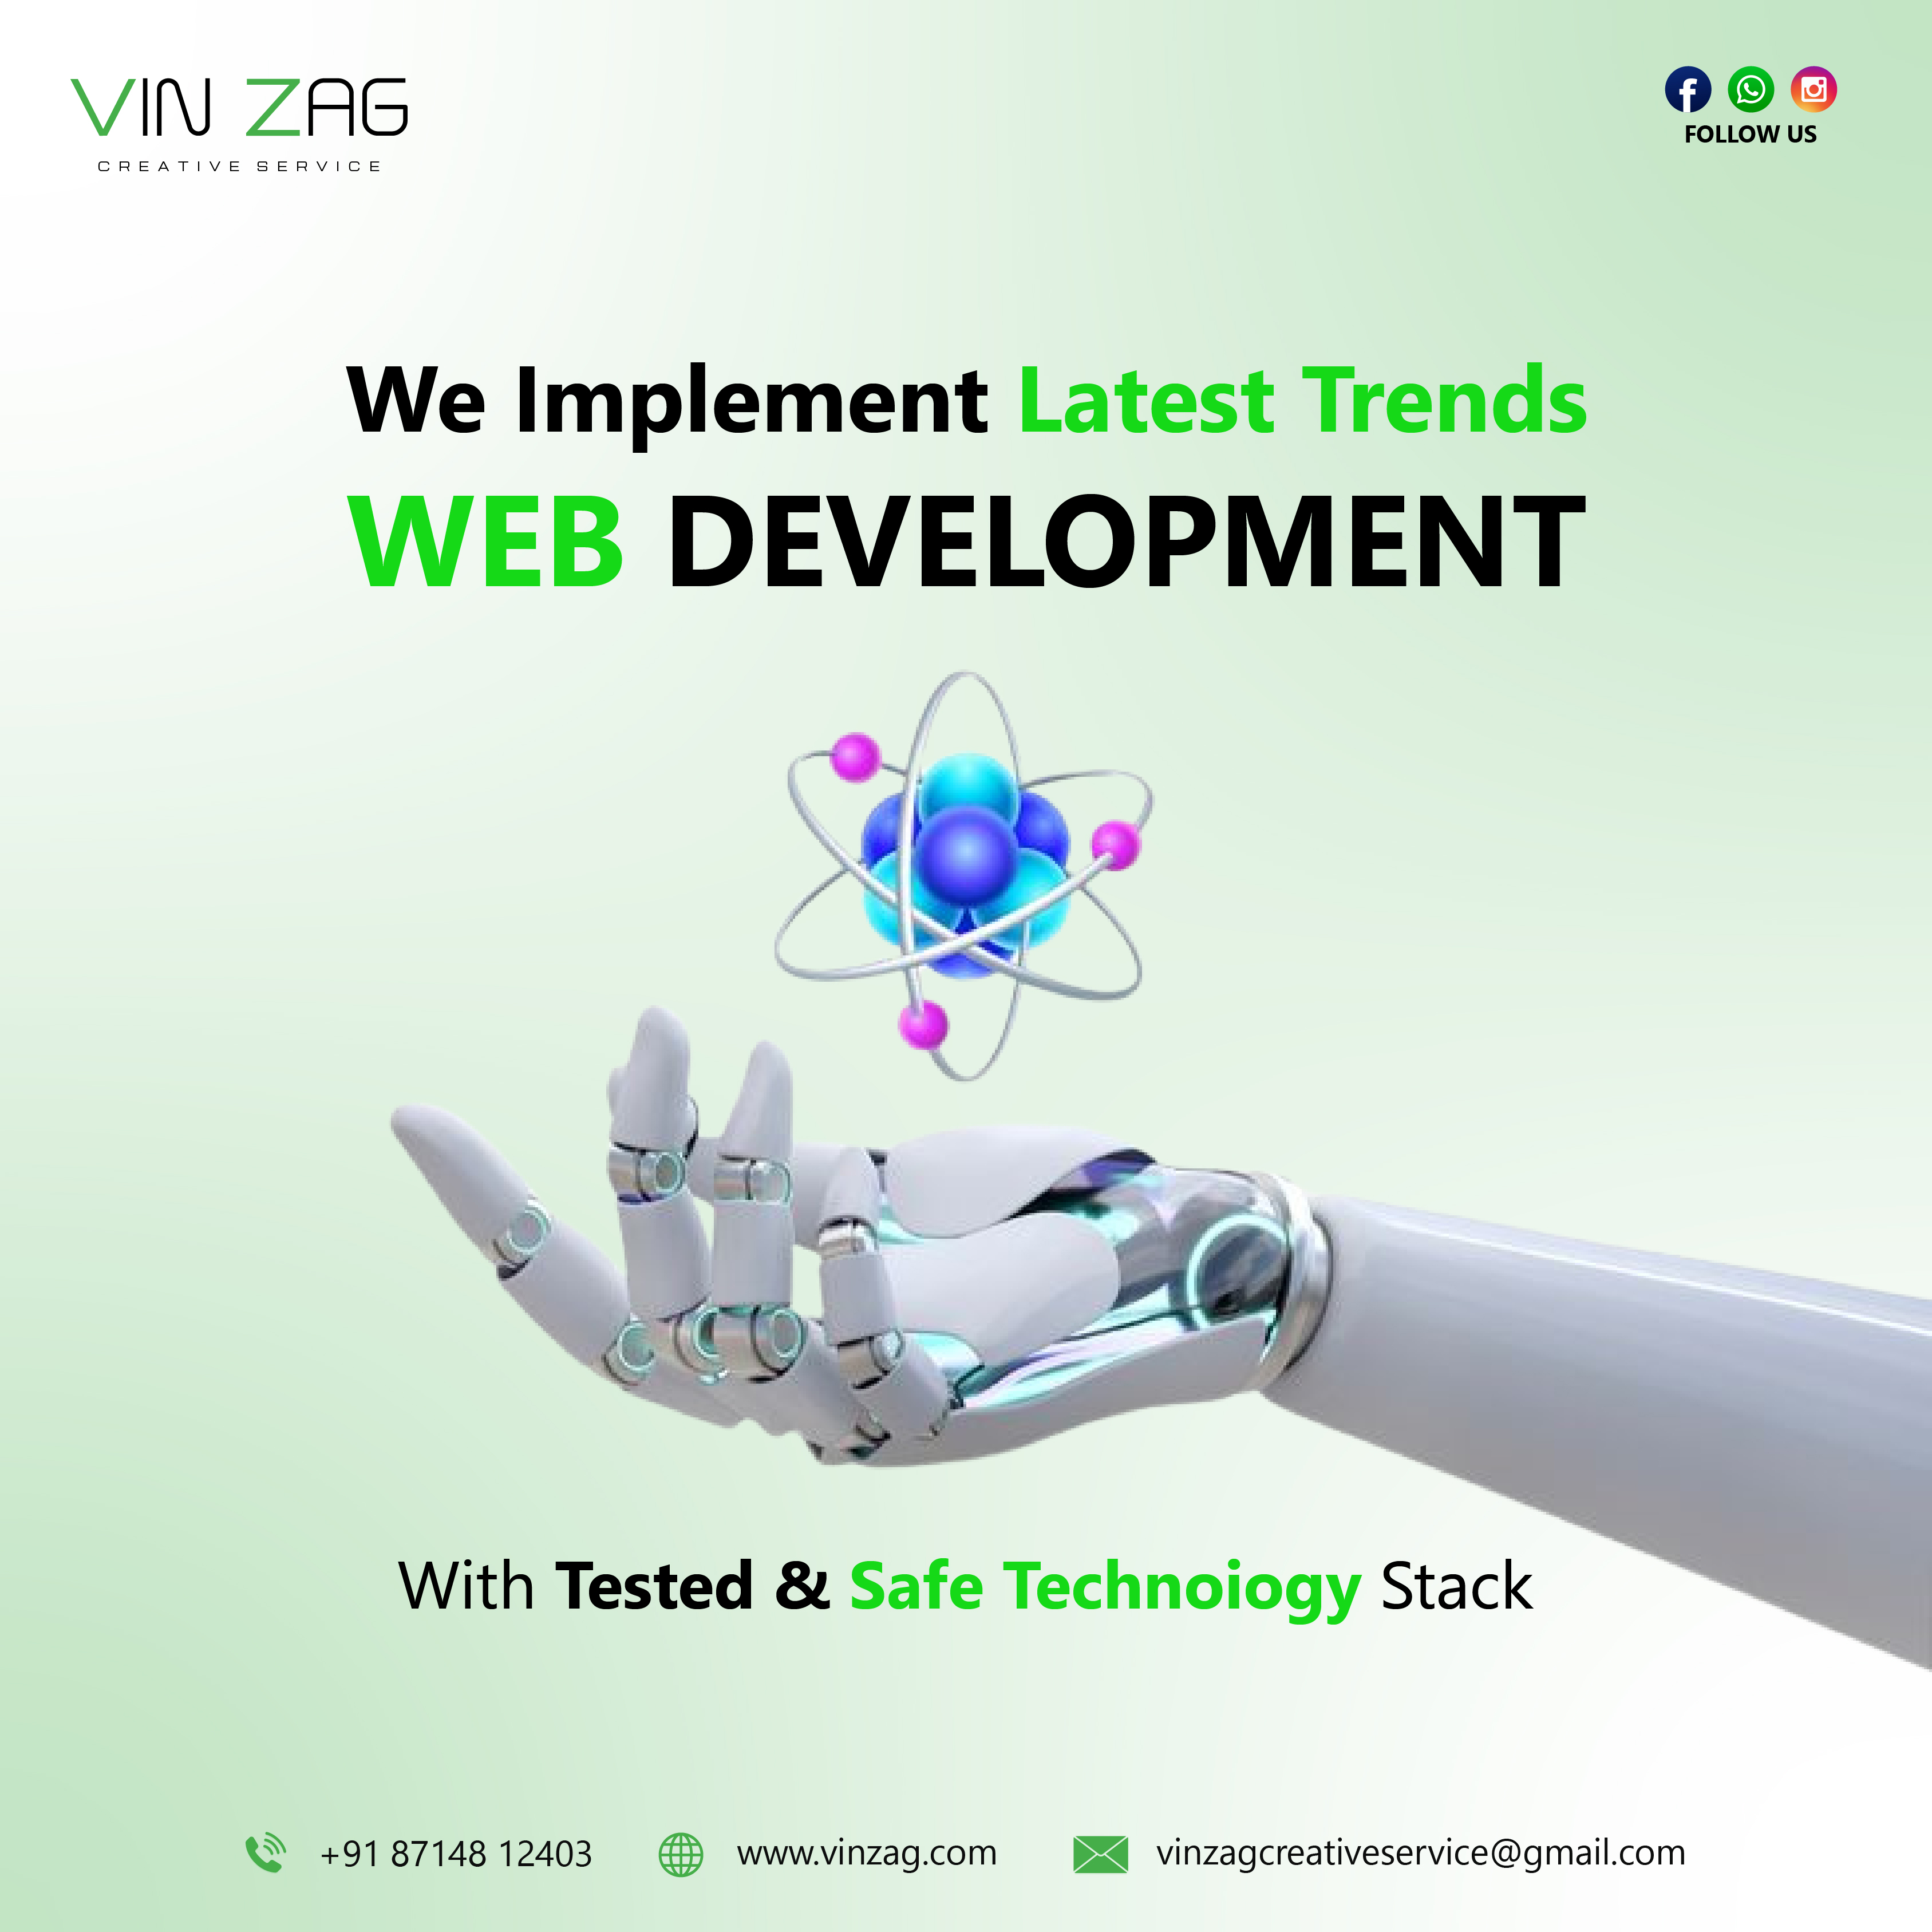 VIN ZAG
CREATIVE SERVICE
FOLLOW US
We Implement Latest Trends
WEB DEVELOPMENT
With Tested & Safe Technoiogy Stack
+91 87148 12403
www.vinzag.com
vinzagcreativeservice@gmail.com